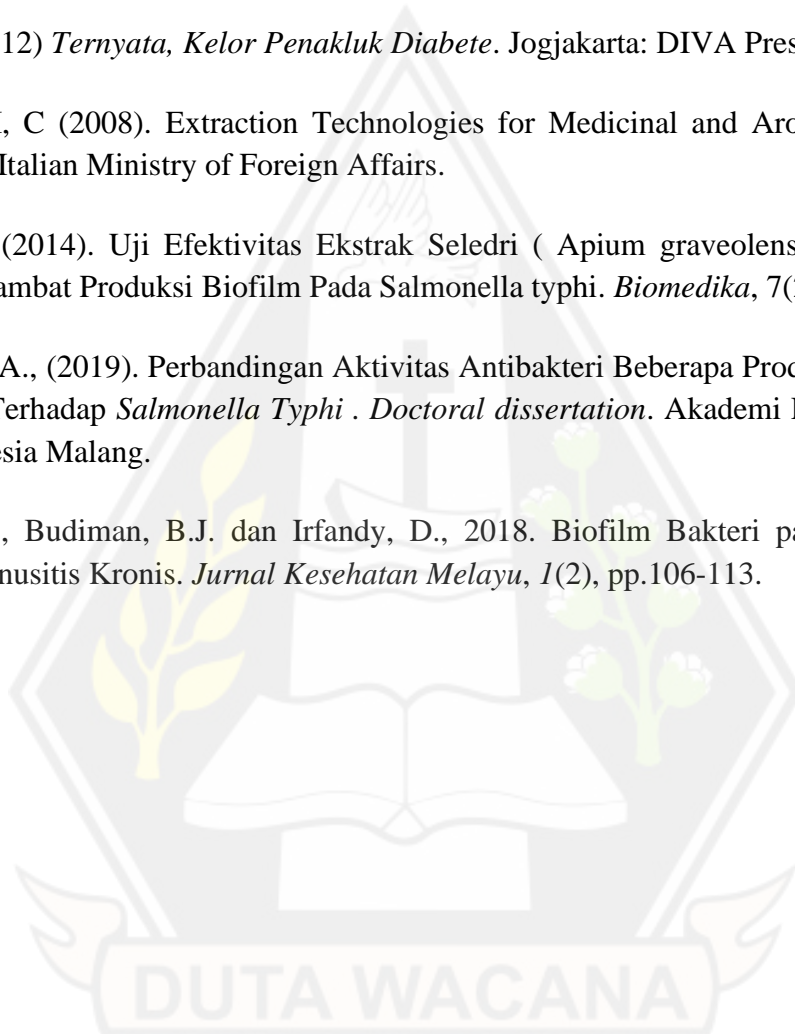 12) Ternyata, Kelor Penakluk Diabete. Jogjakarta: DIVA Pres
, C (2008). Extraction Technologies for Medicinal and Aro
Italian Ministry of Foreign Affairs.
(2014). Uji Efektivitas Ekstrak Seledri ( Apium graveolens
ambat Produksi Biofilm Pada Salmonella typhi. Biomedika, 7(
A., (2019). Perbandingan Aktivitas Antibakteri Beberapa Prod
Terhadap Salmonella Typhi . Doctoral dissertation. Akademi
esia Malang.
, Budiman, B.J. dan Irfandy, D., 2018. Biofilm Bakteri pa
nusitis Kronis. Jurnal Kesehatan Melayu, 1(2), pp.106-113.
DUTA WACANA